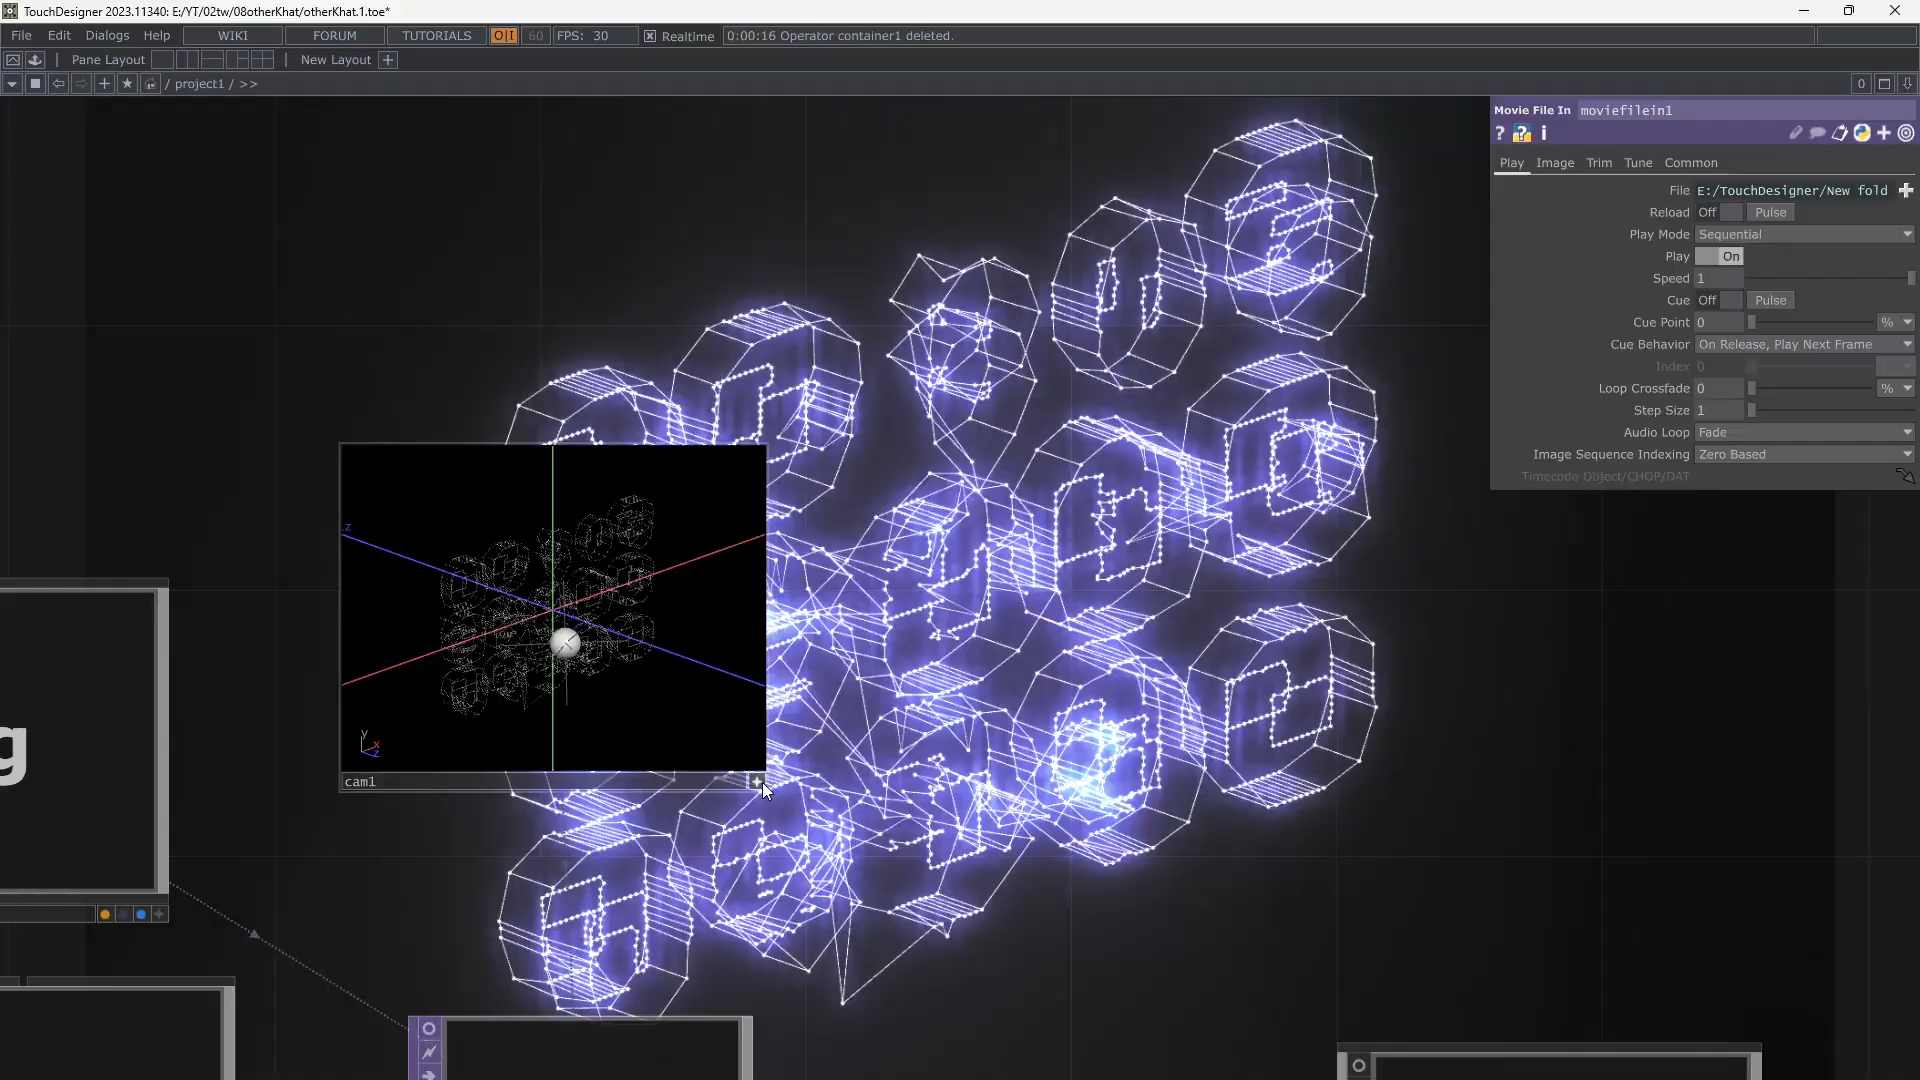 TouchDesigner 2023.11340: E:/YT/02tw/08otherKhat/otherKhat.1.toe*
File Edit Dialogs Help WIKI FORUM TUTORIALS O|I 60 FPS: 30 Realtime 0:00:16 Operator container1 deleted.
Pane Layout New Layout
/ project1 / >> 0
Movie File In moviefilein1
? ? i
Play Image Trim Tune Common
File E:/TouchDesigner/New fold
Reload Off Pulse
Play Mode Sequential
Play On
Speed 1
Cue Off Pulse
Cue Point 0 %
Cue Behavior On Release, Play Next Frame
Index 0
Loop Crossfade 0 %
Step Size 1
Audio Loop Fade
Image Sequence Indexing Zero Based
Timecode Object/CHOP/DAT
z
g
y
x
z
cam1